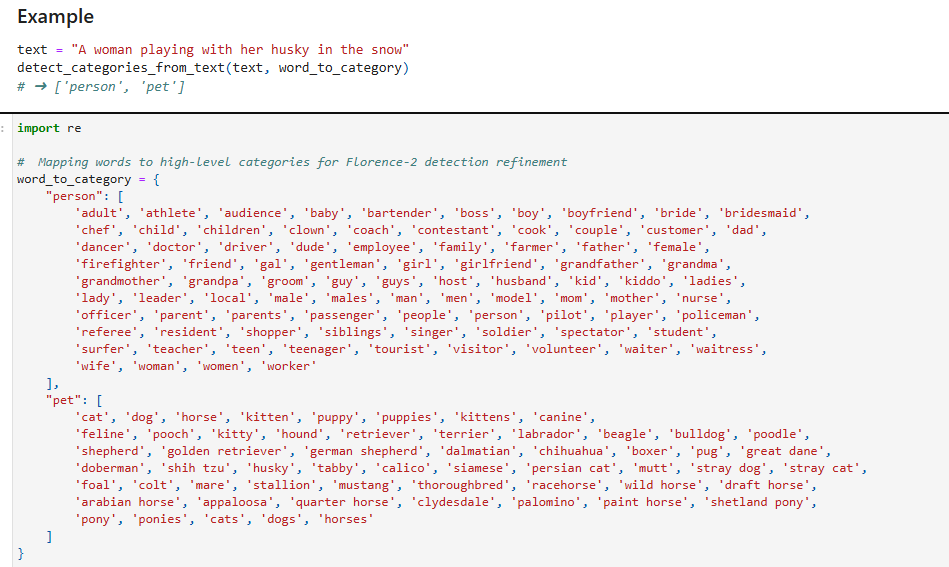 Example
text = "A woman playing with her husky in the snow"
detect_categories_from_text(text, word_to_category)
# → ['person', 'pet']
:
import re
#  Mapping words to high-level categories for Florence-2 detection refinement
word_to_category = {
    "person": [
        'adult', 'athlete', 'audience', 'baby', 'bartender', 'boss', 'boy', 'boyfriend', 'bride', 'bridesmaid',
        'chef', 'child', 'children', 'clown', 'coach', 'contestant', 'cook', 'couple', 'customer', 'dad',
        'dancer', 'doctor', 'driver', 'dude', 'employee', 'family', 'farmer', 'father', 'female',
        'firefighter', 'friend', 'gal', 'gentleman', 'girl', 'girlfriend', 'grandfather', 'grandma',
        'grandmother', 'grandpa', 'groom', 'guy', 'guys', 'host', 'husband', 'kid', 'kiddo', 'ladies',
        'lady', 'leader', 'local', 'male', 'males', 'man', 'men', 'model', 'mom', 'mother', 'nurse',
        'officer', 'parent', 'parents', 'passenger', 'people', 'person', 'pilot', 'player', 'policeman',
        'referee', 'resident', 'shopper', 'siblings', 'singer', 'soldier', 'spectator', 'student',
        'surfer', 'teacher', 'teen', 'teenager', 'tourist', 'visitor', 'volunteer', 'waiter', 'waitress',
        'wife', 'woman', 'women', 'worker'
    ],
    "pet": [
        'cat', 'dog', 'horse', 'kitten', 'puppy', 'puppies', 'kittens', 'canine',
        'feline', 'pooch', 'kitty', 'hound', 'retriever', 'terrier', 'labrador', 'beagle', 'bulldog', 'poodle',
        'shepherd', 'golden retriever', 'german shepherd', 'dalmatian', 'chihuahua', 'boxer', 'pug', 'great dane',
        'doberman', 'shih tzu', 'husky', 'tabby', 'calico', 'siamese', 'persian cat', 'mutt', 'stray dog', 'stray cat',
        'foal', 'colt', 'mare', 'stallion', 'mustang', 'thoroughbred', 'racehorse', 'wild horse', 'draft horse',
        'arabian horse', 'appaloosa', 'quarter horse', 'clydesdale', 'palomino', 'paint horse', 'shetland pony',
        'pony', 'ponies', 'cats', 'dogs', 'horses'
    ]
}